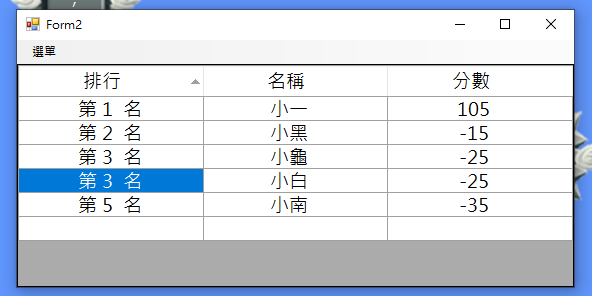 Form2
選單
排行 名稱 分數
第 1 名 小一 105
第 2 名 小黑 -15
第 3 名 小龜 -25
第 3 名 小白 -25
第 5 名 小南 -35